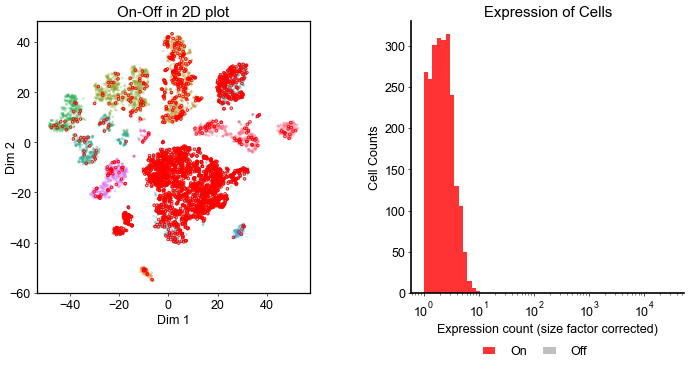 On-Off in 2D plot
40
20
0
−20
−40
−60
Dim 2
−40
−20
0
20
40
Dim 1
Expression of Cells
300
250
200
150
100
50
0
Cell Counts
10^0
10^1
10^2
10^3
10^4
Expression count (size factor corrected)
On
Off